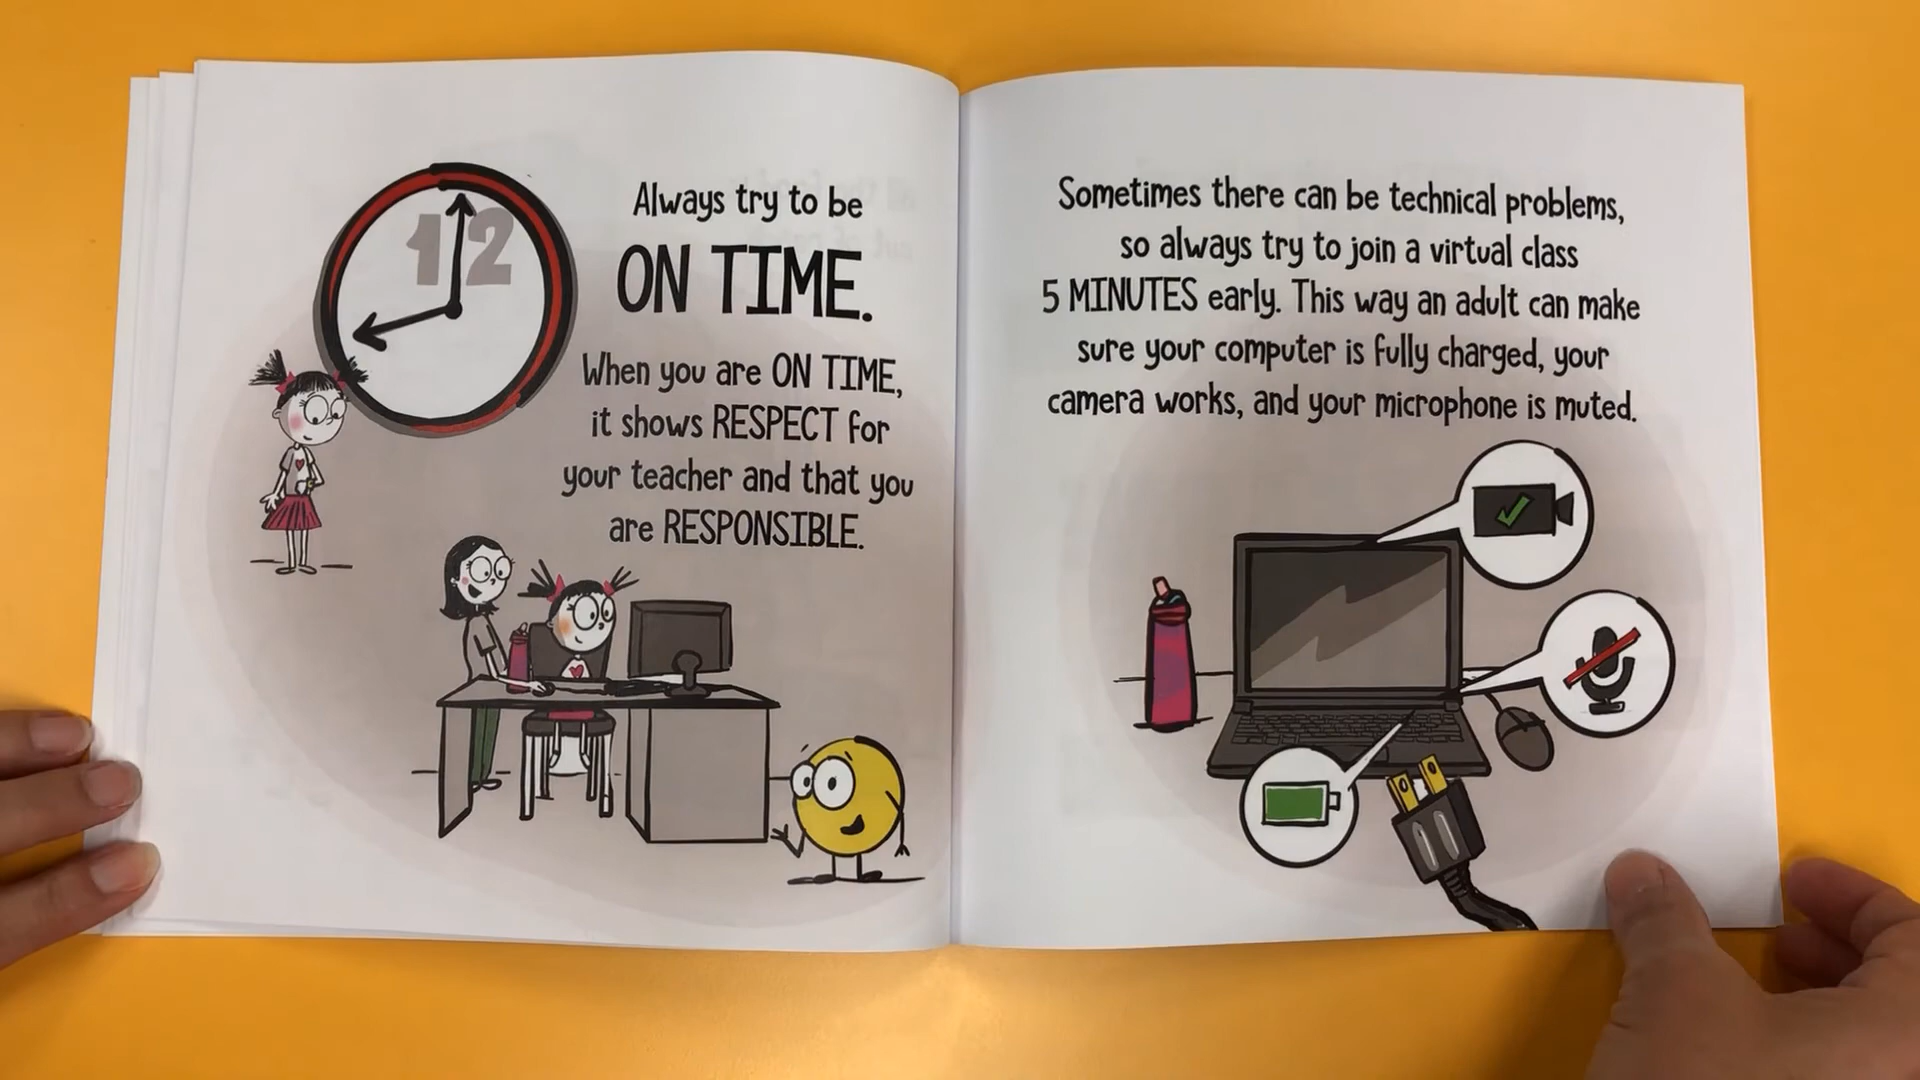 12
Always try to be
ON TIME.
When you are ON TIME,
it shows RESPECT for
your teacher and that you
are RESPONSIBLE.
Sometimes there can be technical problems,
so always try to join a virtual class
5 MINUTES early. This way an adult can make
sure your computer is fully charged, your
camera works, and your microphone is muted.